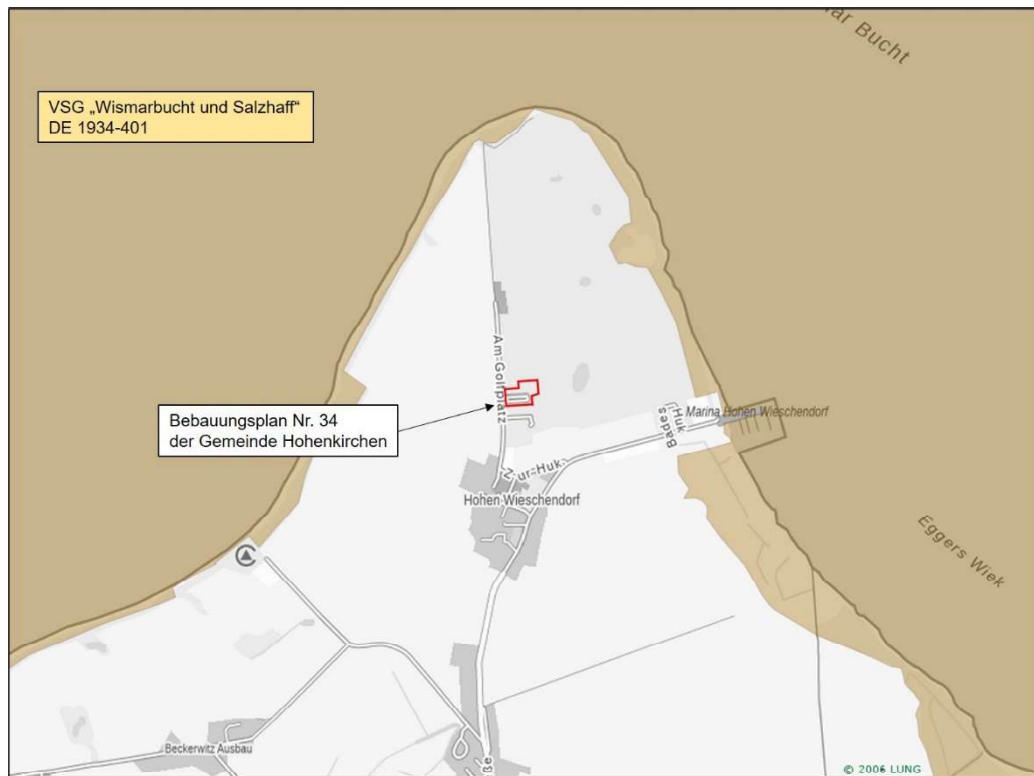 ar Bucht
VSG „Wismarbucht und Salzhaff“
DE 1934-401
Am Golfplatz
Bebauungsplan Nr. 34
der Gemeinde Hohenkirchen
Marina Hohen Wieschendorf
Huk
Bades
Zur Huk
Hohen Wieschendorf
Eggers Wiek
Beckerwitz Ausbau
ße
© 2006 LUNG